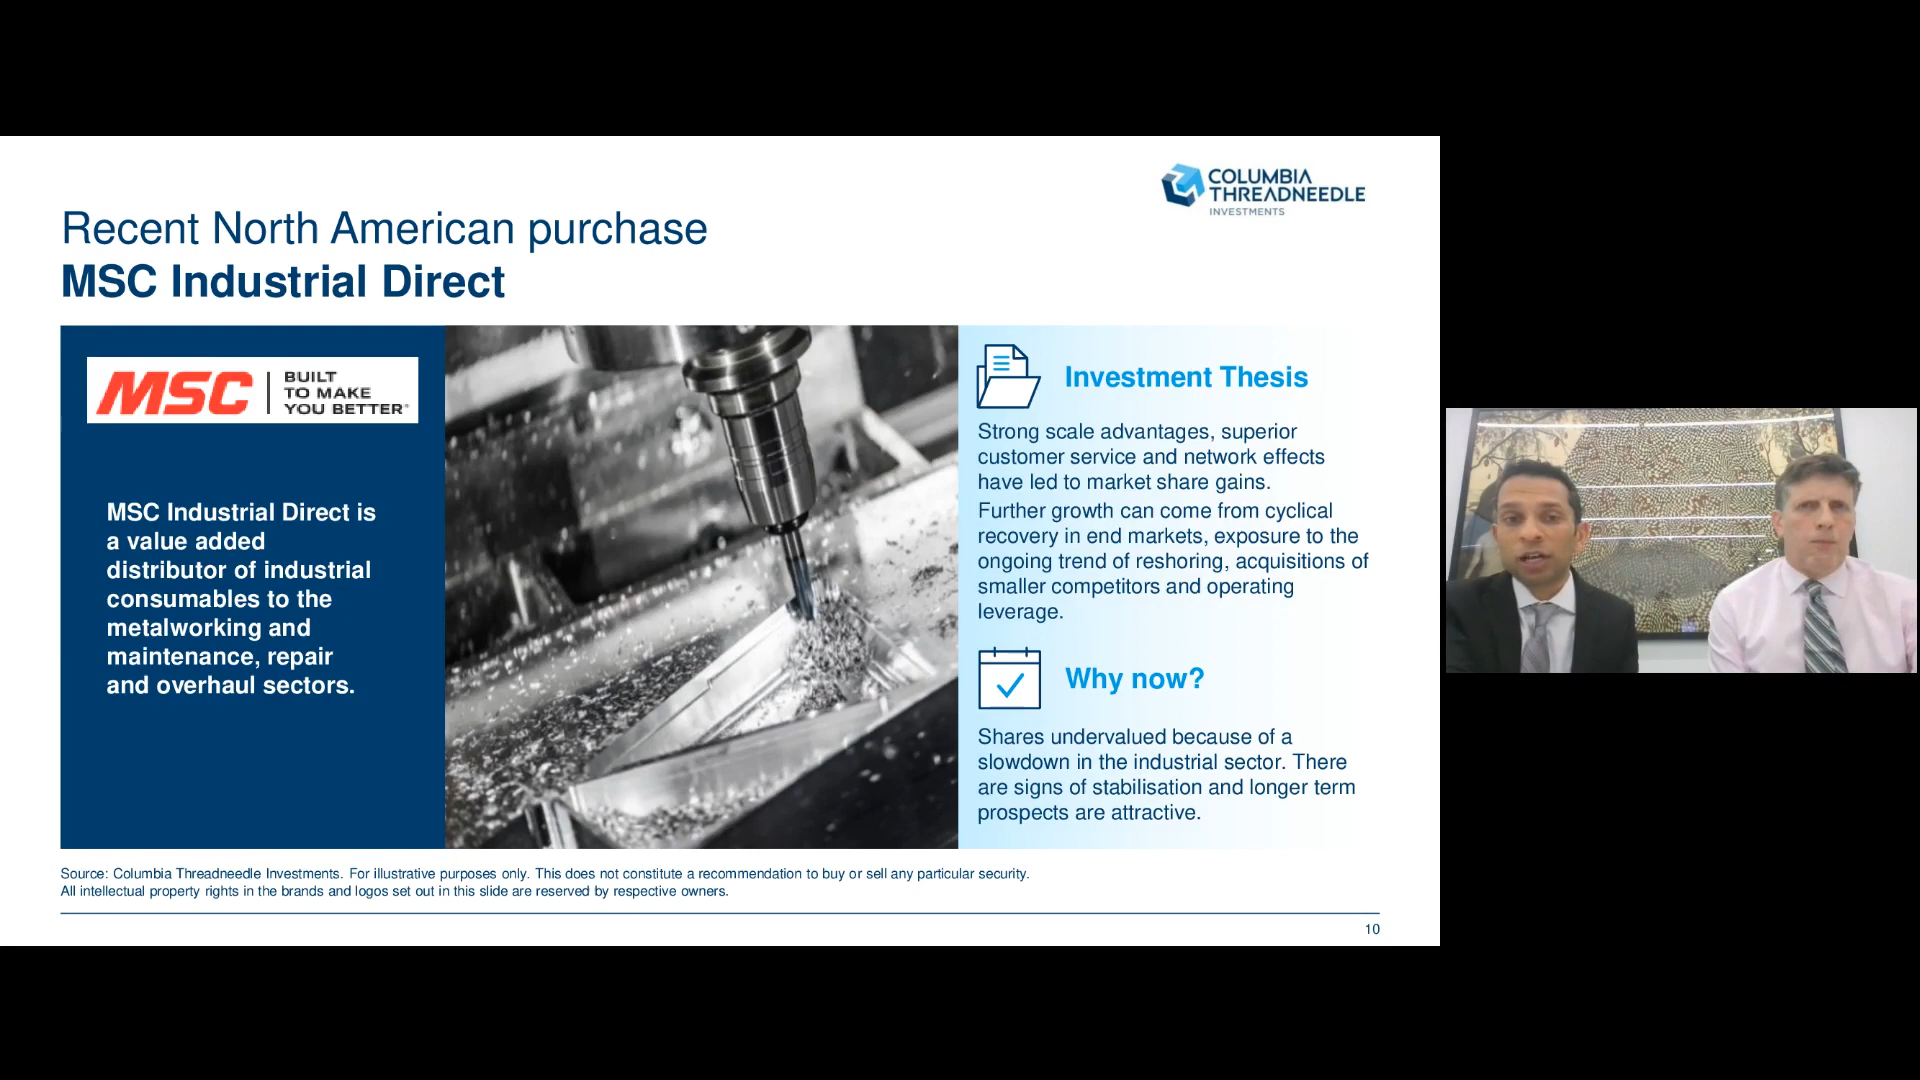 COLUMBIA
THREADNEEDLE
INVESTMENTS
Recent North American purchase
MSC Industrial Direct
MSC
BUILT
TO MAKE
YOU BETTER®
MSC Industrial Direct is
a value added
distributor of industrial
consumables to the
metalworking and
maintenance, repair
and overhaul sectors.
Investment Thesis
Strong scale advantages, superior
customer service and network effects
have led to market share gains.
Further growth can come from cyclical
recovery in end markets, exposure to the
ongoing trend of reshoring, acquisitions of
smaller competitors and operating
leverage.
Why now?
Shares undervalued because of a
slowdown in the industrial sector. There
are signs of stabilisation and longer term
prospects are attractive.
Source: Columbia Threadneedle Investments. For illustrative purposes only. This does not constitute a recommendation to buy or sell any particular security.
All intellectual property rights in the brands and logos set out in this slide are reserved by respective owners.
10